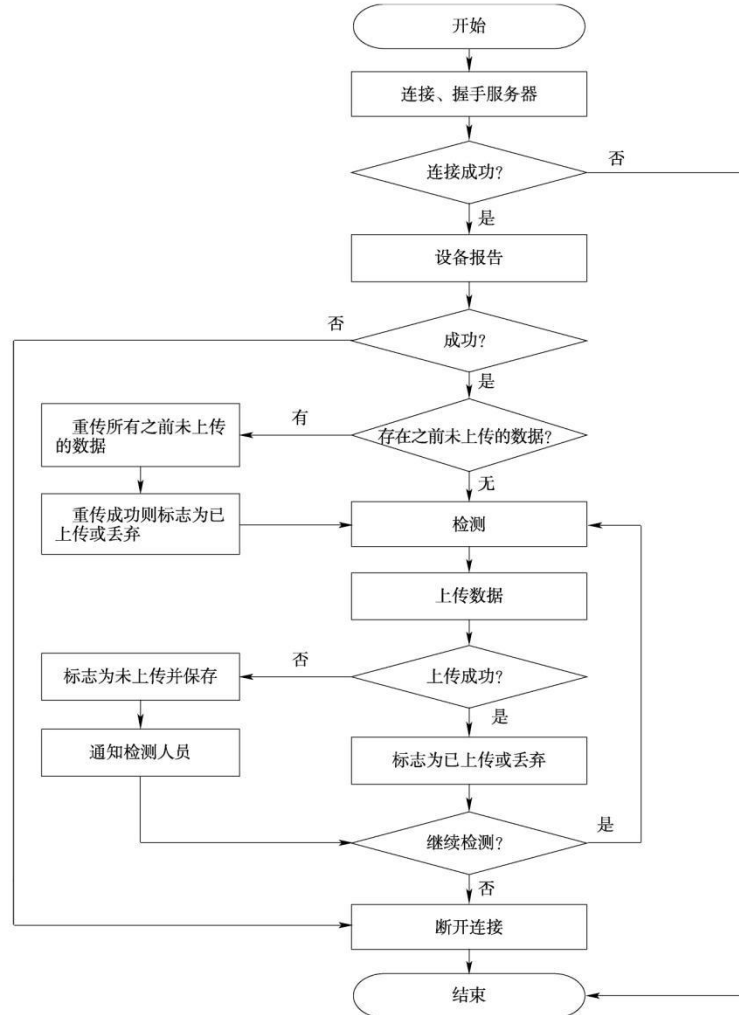 开始
连接、握手服务器
连接成功?
否
是
设备报告
否
成功?
是
重传所有之前未上传
的数据
有
存在之前未上传的数据?
无
重传成功则标志为已
上传或丢弃
检测
上传数据
标志为未上传并保存
否
上传成功?
是
通知检测人员
标志为已上传或丢弃
继续检测?
是
否
断开连接
结束